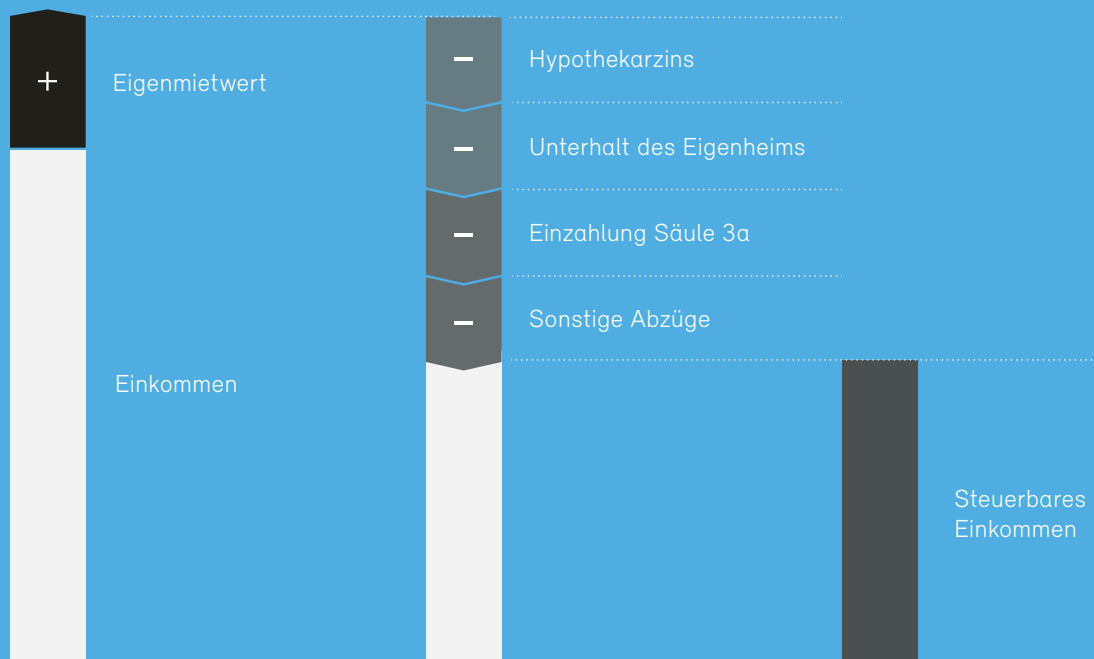 +
Eigenmietwert
Einkommen
−
Hypothekarzins
−
Unterhalt des Eigenheims
−
Einzahlung Säule 3a
−
Sonstige Abzüge
Steuerbares
Einkommen